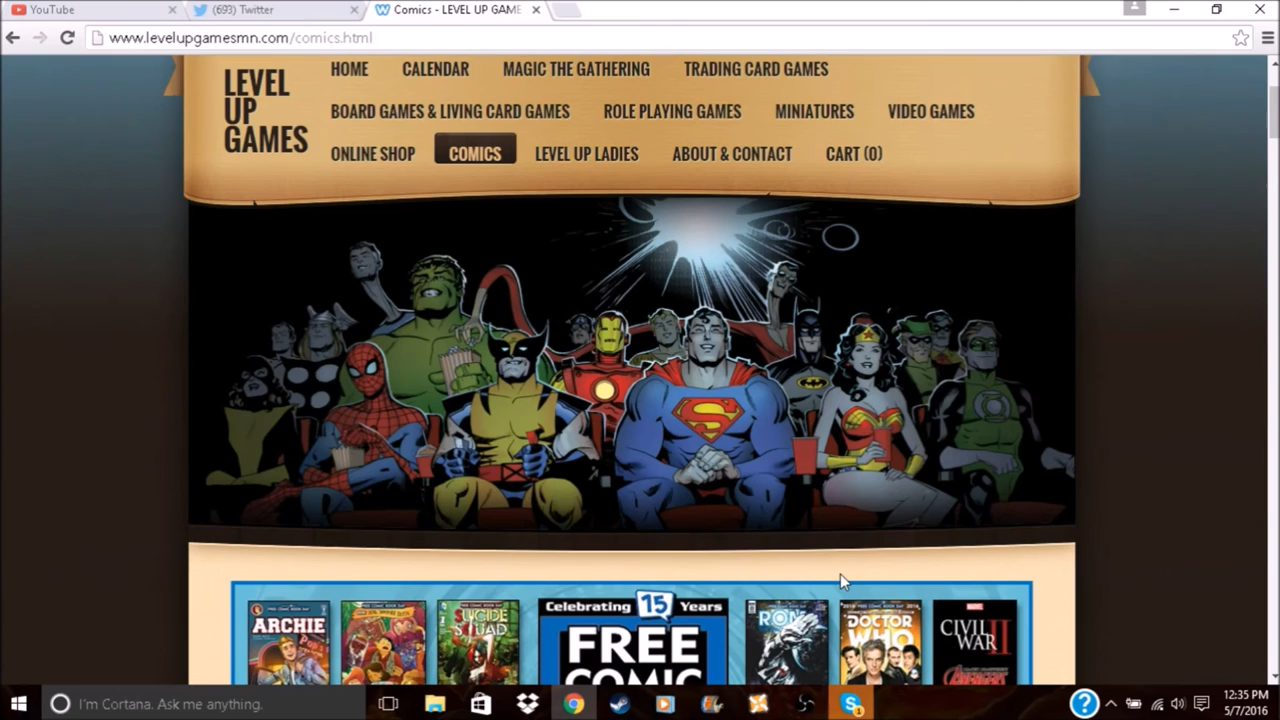 YouTube
(693) Twitter
Comics - LEVEL UP GAME
www.levelupgamesmn.com/comics.html
LEVEL
UP
GAMES
HOME CALENDAR MAGIC THE GATHERING TRADING CARD GAMES
BOARD GAMES & LIVING CARD GAMES ROLE PLAYING GAMES MINIATURES VIDEO GAMES
ONLINE SHOP COMICS LEVEL UP LADIES ABOUT & CONTACT CART (0)
S
ARCHIE
SUICIDE
SQUAD
Celebrating 15 Years
FREE
COMIC
ROM
DOCTOR
WHO
MARVEL
CIVIL
WAR II
AVENGERS
I'm Cortana. Ask me anything.
12:35 PM
5/7/2016